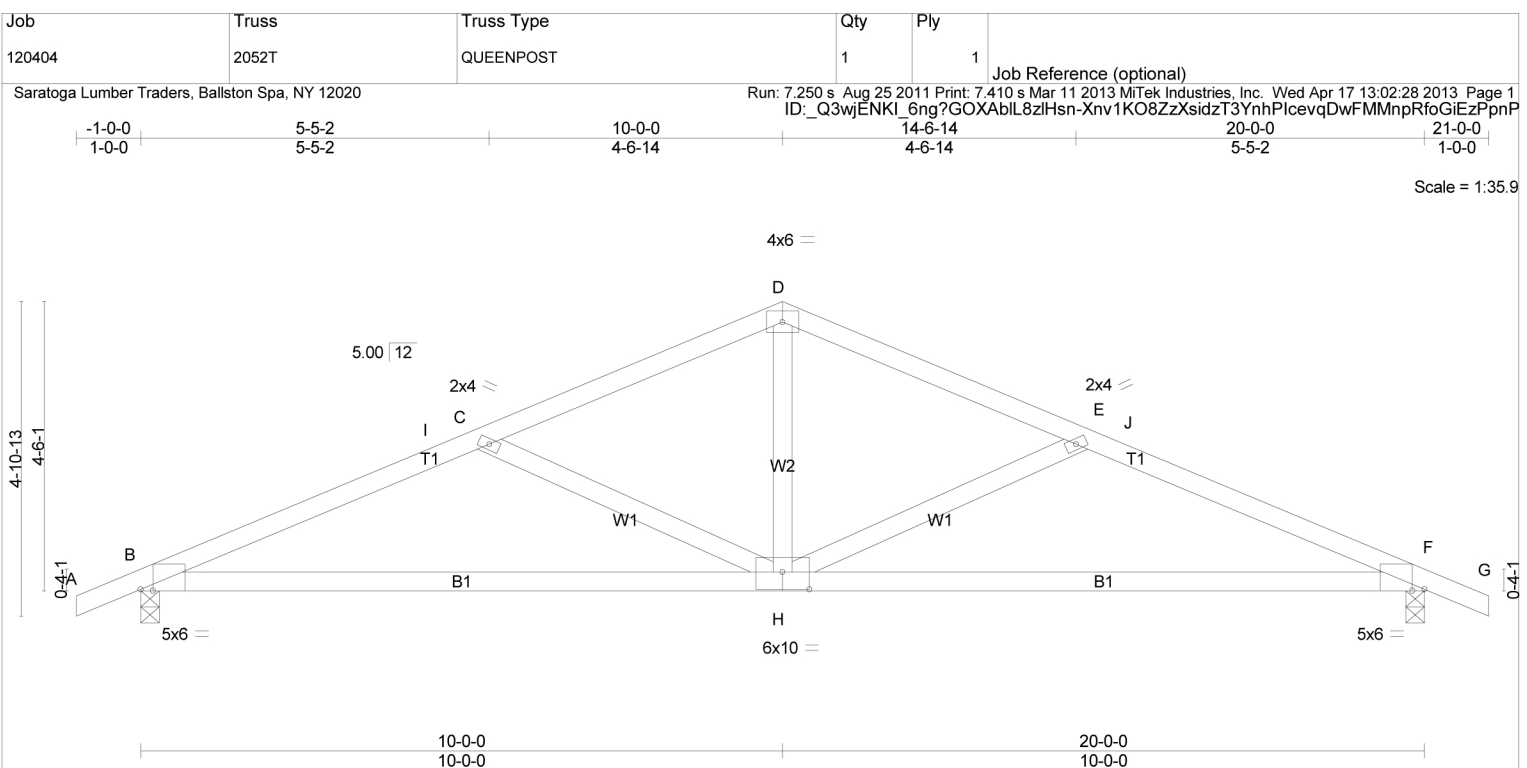 Job Truss Truss Type Qty Ply
120404 2052T QUEENPOST 1 1
Job Reference (optional)
Saratoga Lumber Traders, Ballston Spa, NY 12020 Run: 7.250 s Aug 25 2011 Print: 7.410 s Mar 11 2013 MiTek Industries, Inc. Wed Apr 17 13:02:28 2013 Page 1
-1-0-0 5-5-2 10-0-0 14-6-14 20-0-0 21-0-0
1-0-0 5-5-2 4-6-14 4-6-14 5-5-2 1-0-0
Scale = 1:35.9
4x6
D
5.00 12
2x4 2x4
C E
I J
T1 T1
4-10-13
4-6-1
W2
W1 W1
B F
A G
0-4-1 0-4-1
B1 B1
H
5x6 5x6
6x10
10-0-0 20-0-0
10-0-0 10-0-0